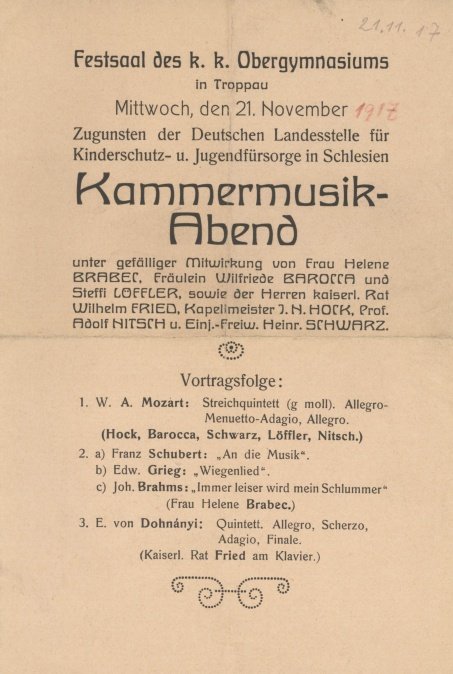 21. 11. 17
Festsaal des k. k. Obergymnasiums
in Troppau
Mittwoch, den 21. November 1917
Zugunsten der Deutschen Landesstelle für
Kinderschutz- u. Jugendfürsorge in Schlesien
Kammermusik-
Abend
unter gefälliger Mitwirkung von Frau Helene
BRABEC, Fräulein Wilfriede BAROCCA und
Steffi LÖFFLER, sowie der Herren kaiserl. Rat
Wilhelm FRIED, Kapellmeister J. N. HOCK, Prof.
Adolf NITSCH u. Einj.-Freiw. Heinr. SCHWARZ.
Vortragsfolge:
1. W. A. Mozart: Streichquintett (g moll). Allegro-
Menuetto-Adagio, Allegro.
(Hock, Barocca, Schwarz, Löffler, Nitsch.)
2. a) Franz Schubert: „An die Musik".
b) Edw. Grieg: „Wiegenlied".
c) Joh. Brahms: „Immer leiser wird mein Schlummer"
(Frau Helene Brabec.)
3. E. von Dohnányi: Quintett. Allegro, Scherzo,
Adagio, Finale.
(Kaiserl. Rat Fried am Klavier.)